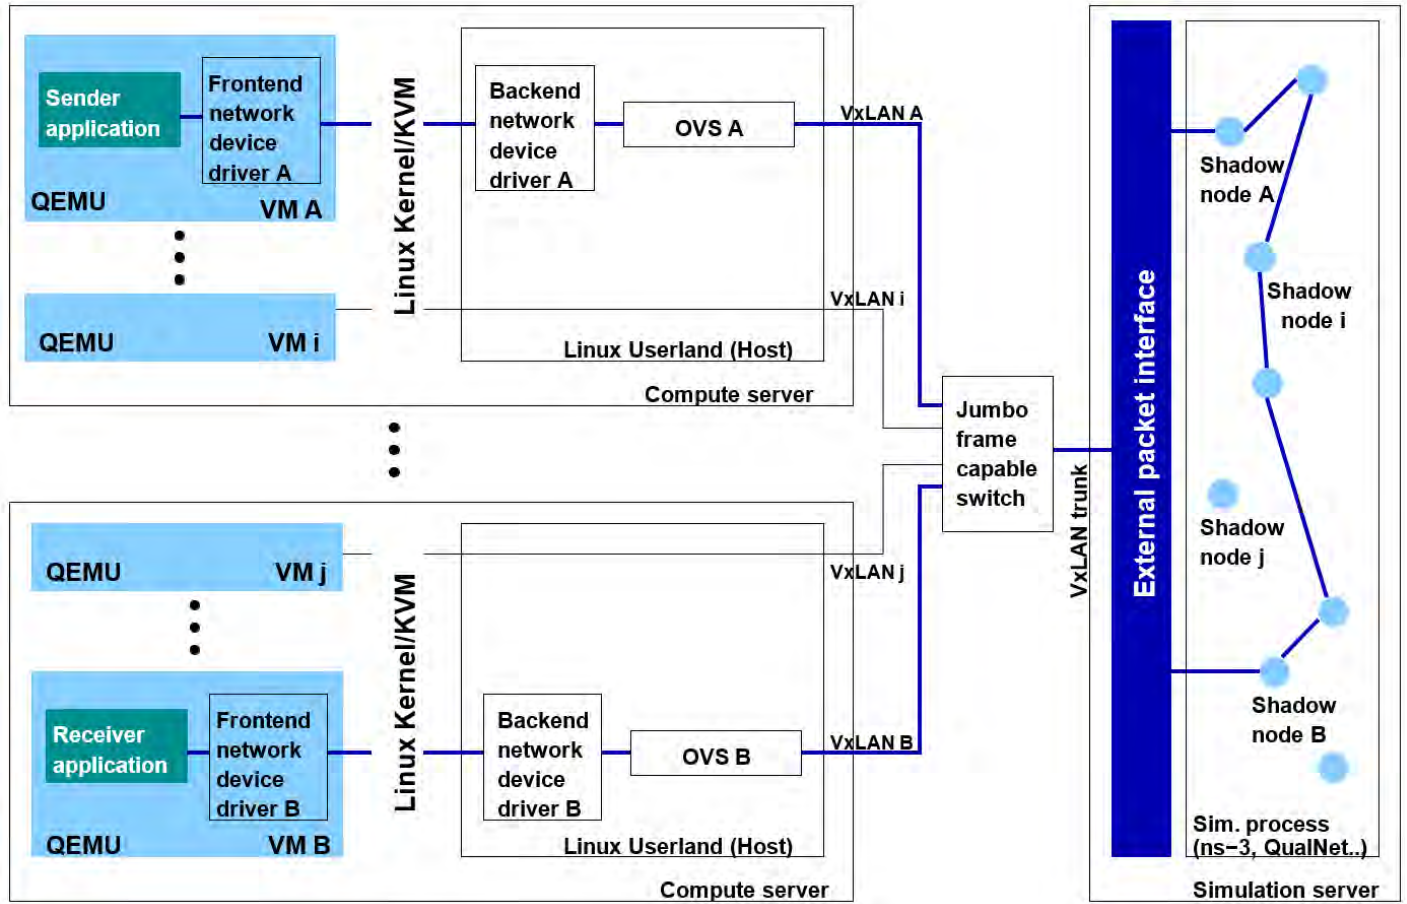 Sender
application
Frontend
network
device
driver A
QEMU
VM A
QEMU
VM i
Linux Kernel/KVM
Backend
network
device
driver A
OVS A
Linux Userland (Host)
Compute server
VxLAN A
VxLAN i
QEMU
VM j
Receiver
application
Frontend
network
device
driver B
QEMU
VM B
Linux Kernel/KVM
Backend
network
device
driver B
OVS B
Linux Userland (Host)
Compute server
VxLAN j
VxLAN B
Jumbo
frame
capable
switch
VxLAN trunk
External packet interface
Shadow
node A
Shadow
node i
Shadow
node j
Shadow
node B
Sim. process
(ns−3, QualNet..)
Simulation server